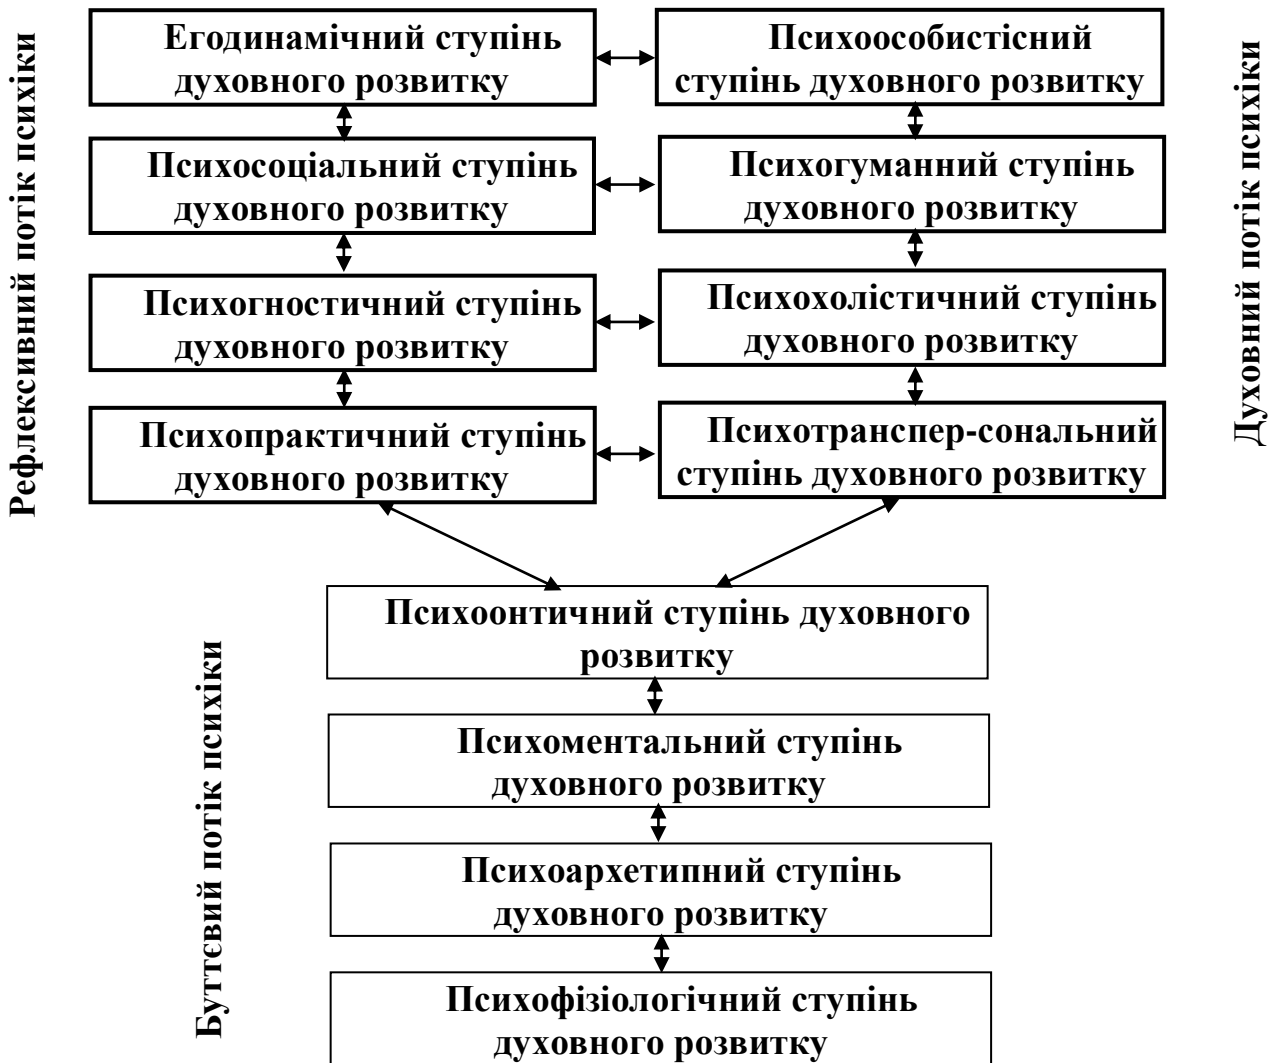 Рефлексивний потік психіки
Егодинамічний ступінь
духовного розвитку
Психоособистісний
ступінь духовного розвитку
Духовний потік психіки
Психосоціальний ступінь
духовного розвитку
Психогуманний ступінь
духовного розвитку
Психогностичний ступінь
духовного розвитку
Психохолістичний ступінь
духовного розвитку
Психопрактичний ступінь
духовного розвитку
Психотранспер-сональний
ступінь духовного розвитку
Буттєвий потік психіки
Психоонтичний ступінь духовного
розвитку
Психоментальний ступінь
духовного розвитку
Психоархетипний ступінь
духовного розвитку
Психофізіологічний ступінь
духовного розвитку